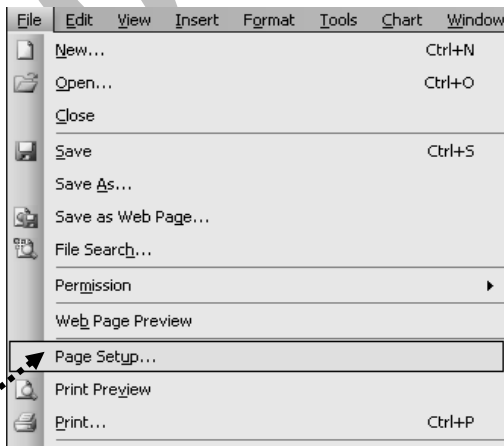 File Edit View Insert Format Tools Chart Window
New... Ctrl+N
Open... Ctrl+O
Close
Save Ctrl+S
Save As...
Save as Web Page...
File Search...
Permission
Web Page Preview
Page Setup...
Print Preview
Print... Ctrl+P